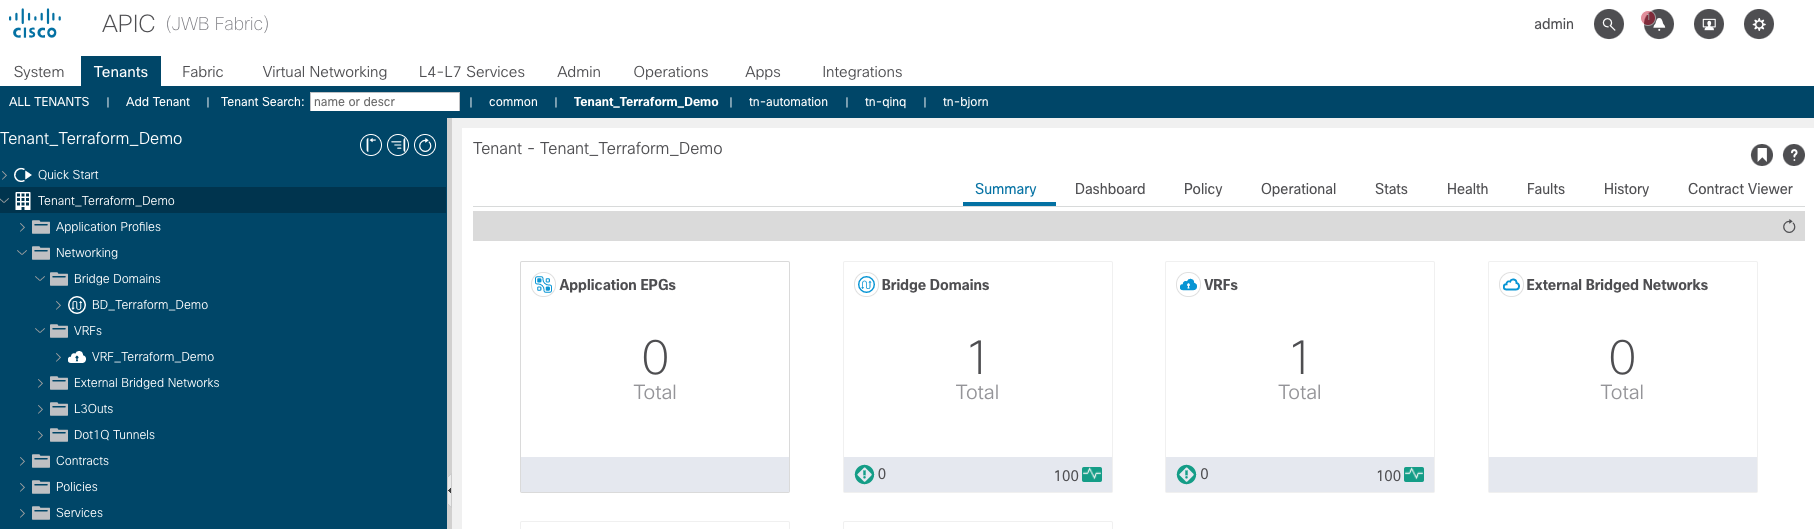 CISCO
APIC (JWB Fabric)
admin
System Tenants Fabric Virtual Networking L4-L7 Services Admin Operations Apps Integrations
ALL TENANTS | Add Tenant | Tenant Search: name or descr | common | Tenant_Terraform_Demo | tn-automation | tn-qinq | tn-bjorn
Tenant_Terraform_Demo
Quick Start
Tenant_Terraform_Demo
Application Profiles
Networking
Bridge Domains
BD_Terraform_Demo
VRFs
VRF_Terraform_Demo
External Bridged Networks
L3Outs
Dot1Q Tunnels
Contracts
Policies
Services
Tenant - Tenant_Terraform_Demo
Summary Dashboard Policy Operational Stats Health Faults History Contract Viewer
Application EPGs
0
Total
Bridge Domains
1
Total
0 100
VRFs
1
Total
0 100
External Bridged Networks
0
Total